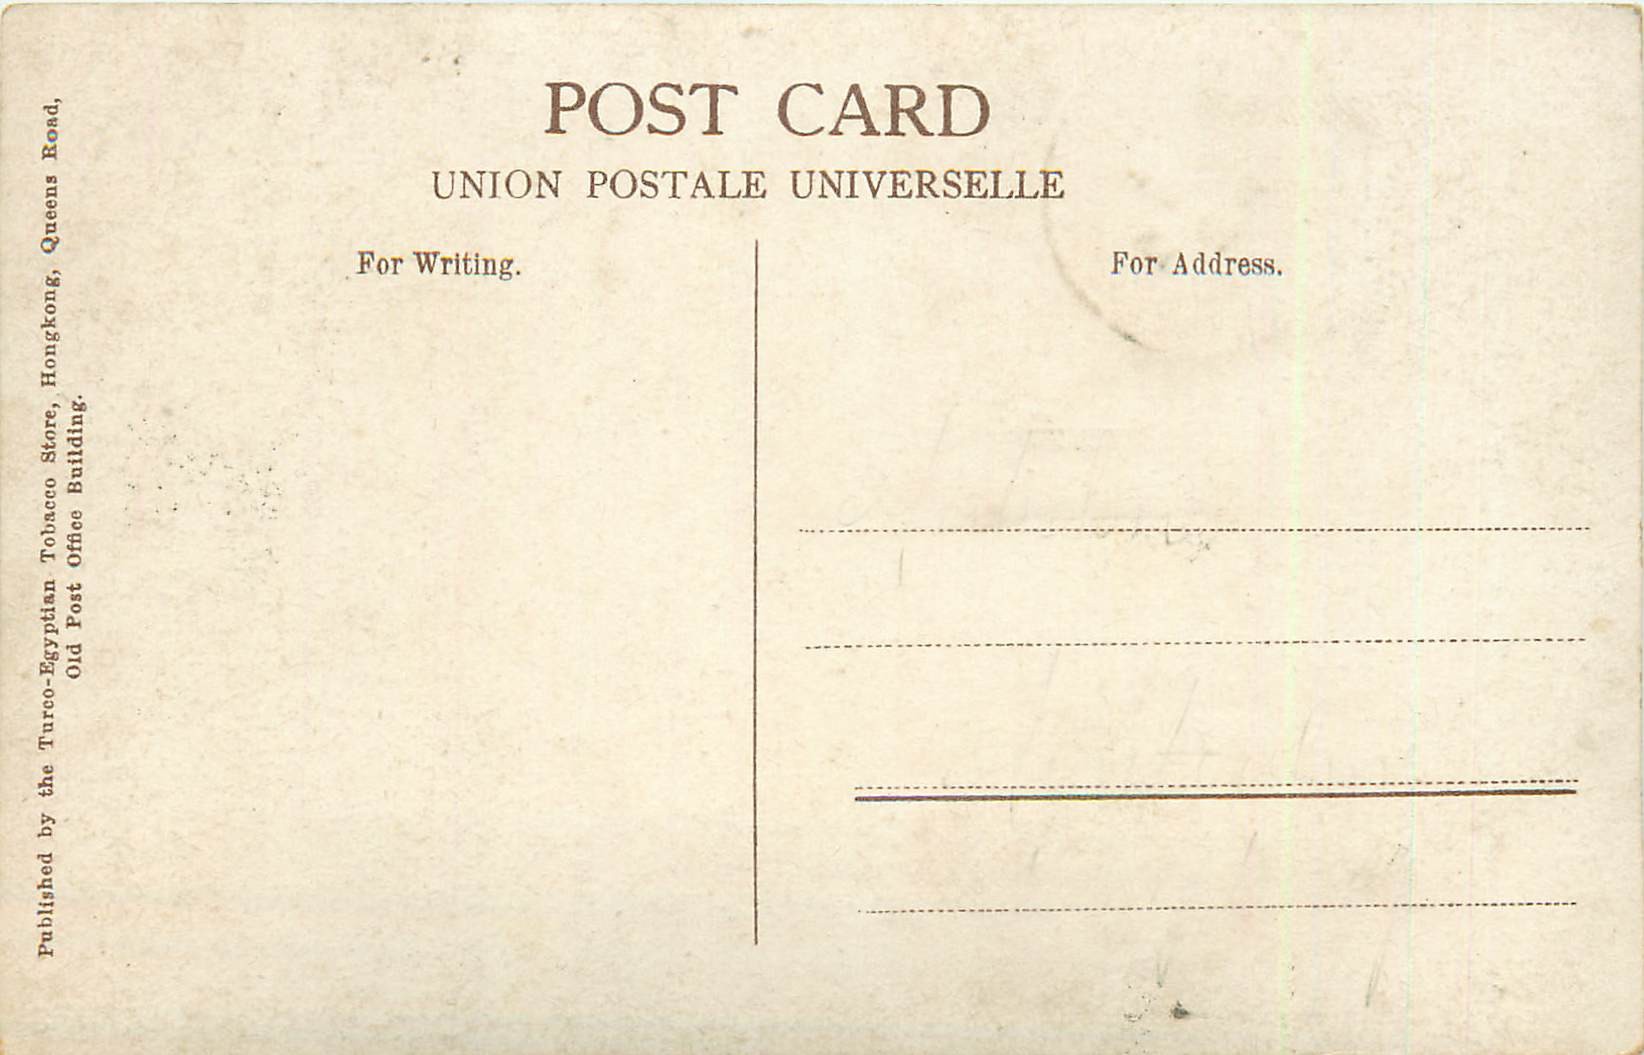 POST CARD
UNION POSTALE UNIVERSELLE
For Writing.
For Address.
Published by the Turco-Egyptian Tobacco Store, Hongkong, Queens Road,
Old Post Office Building.